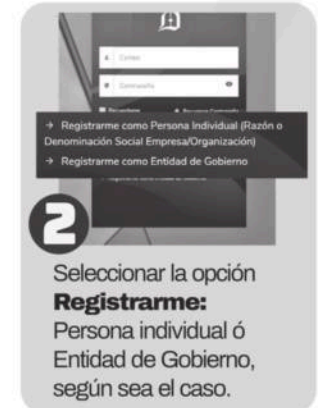 Correo
Contraseña
→ Registrarme como Persona Individual (Razón o
Denominación Social Empresa/Organización)
→ Registrarme como Entidad de Gobierno
2
Seleccionar la opción
Registrarme:
Persona individual ó
Entidad de Gobierno,
según sea el caso.